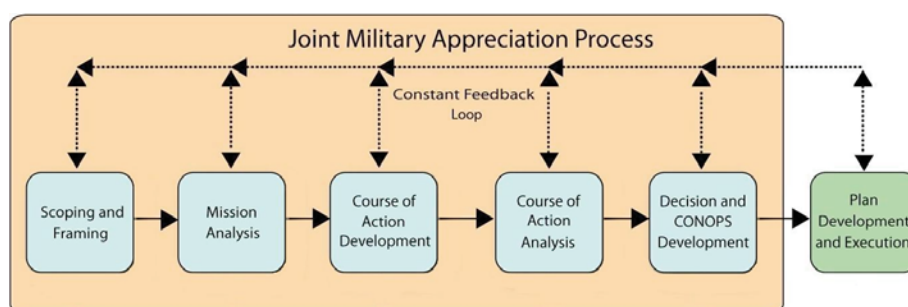 Joint Military Appreciation Process
Constant Feedback
Loop
Scoping and
Framing
Mission
Analysis
Course of
Action
Development
Course of
Action
Analysis
Decision and
CONOPS
Development
Plan
Development
and Execution